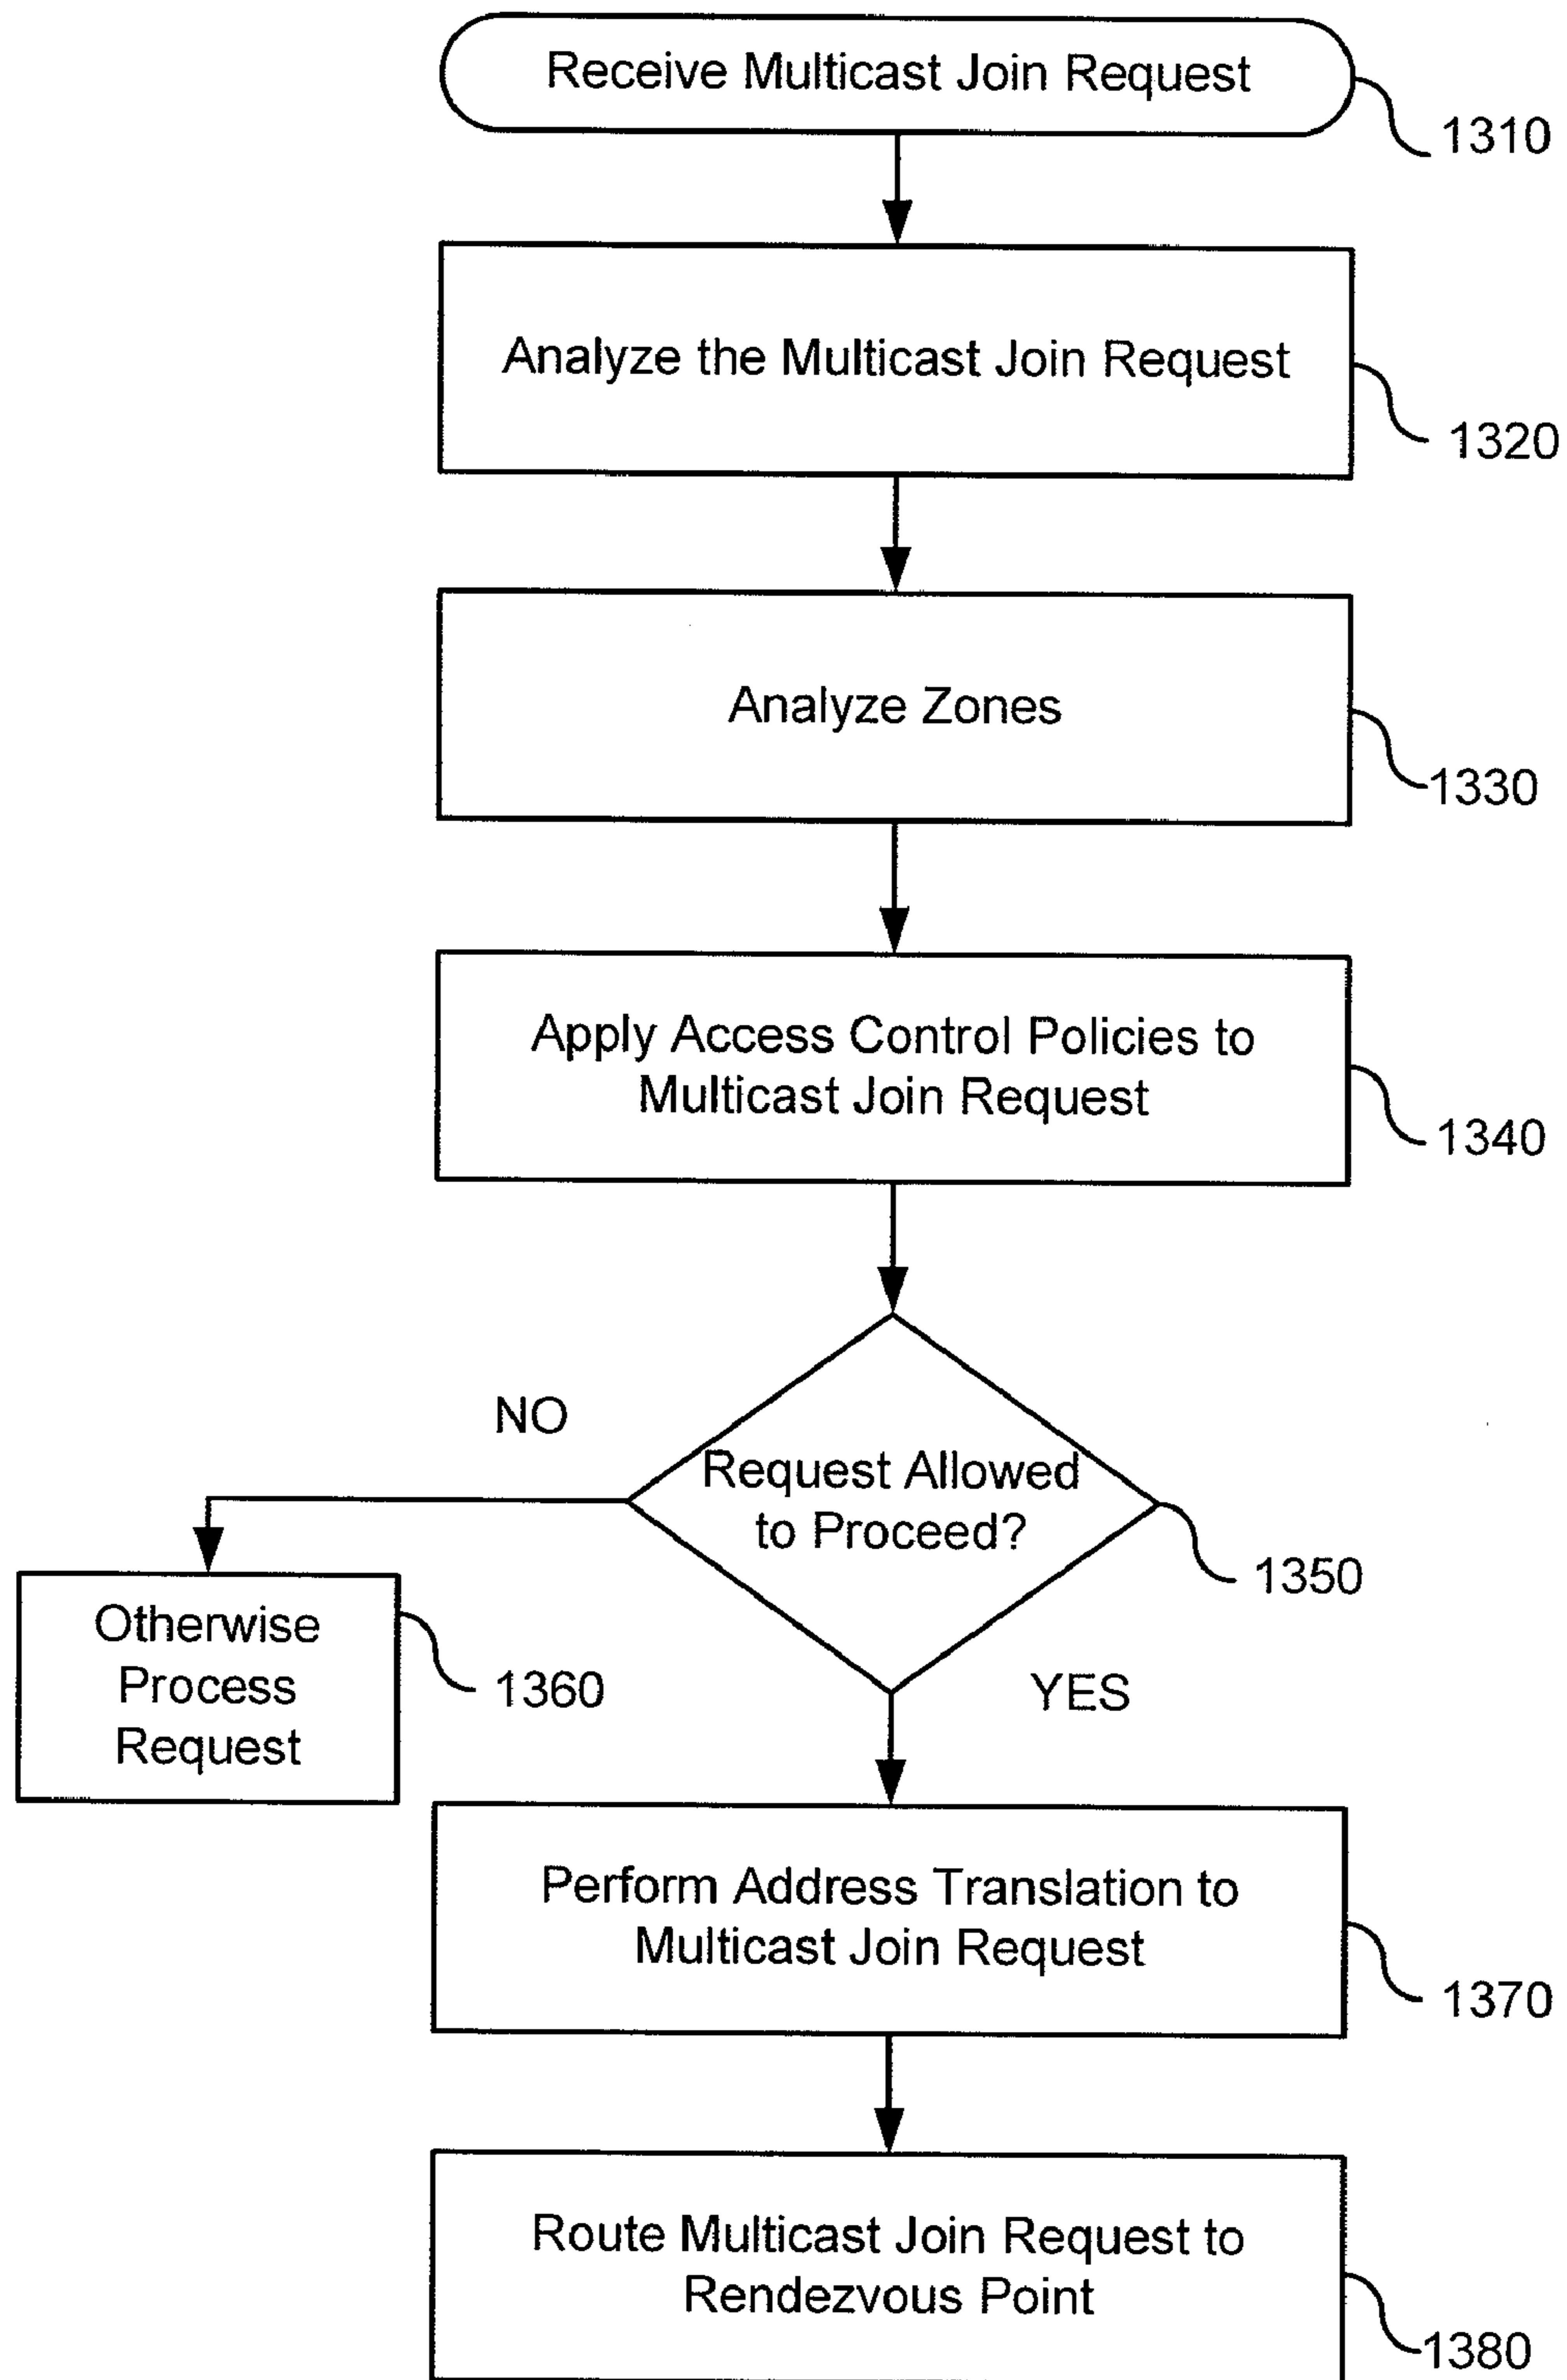 Receive Multicast Join Request
1310
Analyze the Multicast Join Request
1320
Analyze Zones
1330
Apply Access Control Policies to
Multicast Join Request
1340
NO
Request Allowed
to Proceed?
1350
Otherwise
Process
Request
1360
YES
Perform Address Translation to
Multicast Join Request
1370
Route Multicast Join Request to
Rendezvous Point
1380